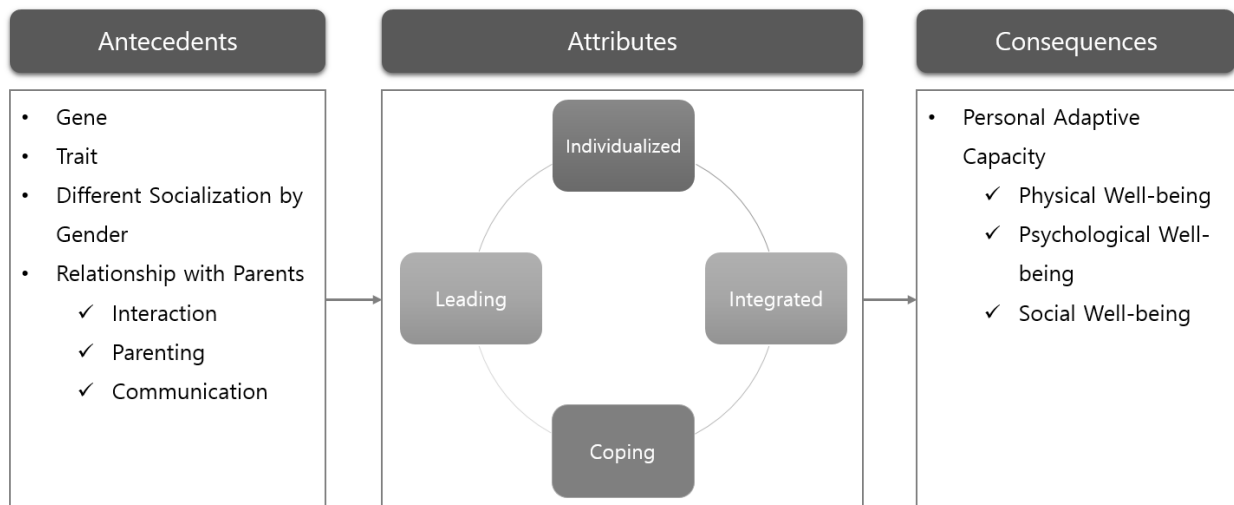 Antecedents
• Gene
• Trait
• Different Socialization by
Gender
• Relationship with Parents
✓ Interaction
✓ Parenting
✓ Communication
Attributes
Individualized
Leading
Integrated
Coping
Consequences
• Personal Adaptive
Capacity
✓ Physical Well-being
✓ Psychological Well-
being
✓ Social Well-being